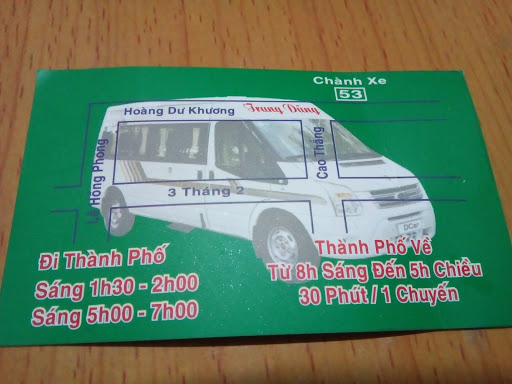 Chành Xe
53
Hoàng Dư Khương
Trung Dũng
Lê Hồng Phong
Cao Thắng
3 Tháng 2
DCar
Đi Thành Phố
Sáng 1h30 - 2h00
Sáng 5h00 - 7h00
Thành Phố Về
Từ 8h Sáng Đến 5h Chiều
30 Phút / 1 Chuyến